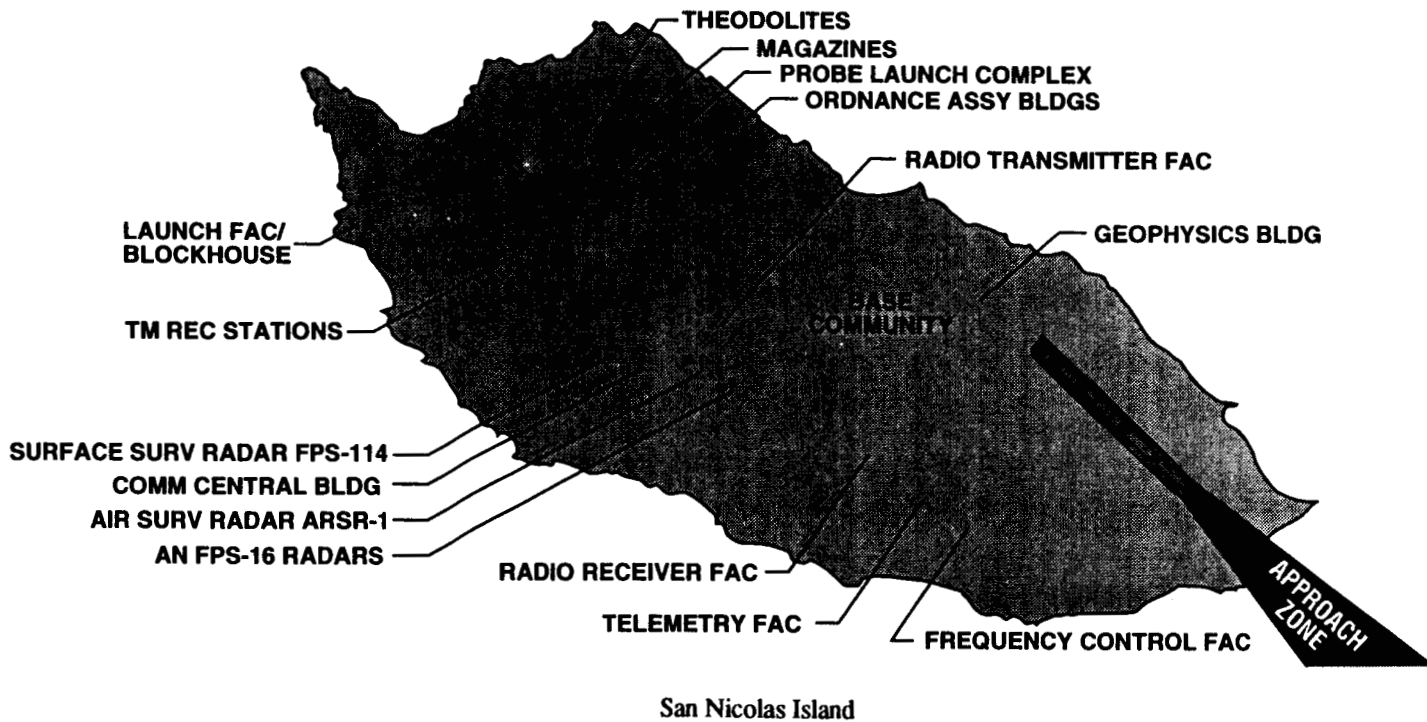 THEODOLITES
MAGAZINES
PROBE LAUNCH COMPLEX
ORDNANCE ASSY BLDGS
RADIO TRANSMITTER FAC
GEOPHYSICS BLDG
LAUNCH FAC/
BLOCKHOUSE
BASE
COMMUNITY
TM REC STATIONS
SURFACE SURV RADAR FPS-114
COMM CENTRAL BLDG
AIR SURV RADAR ARSR-1
AN FPS-16 RADARS
RADIO RECEIVER FAC
TELEMETRY FAC
FREQUENCY CONTROL FAC
APPROACH
ZONE
San Nicolas Island